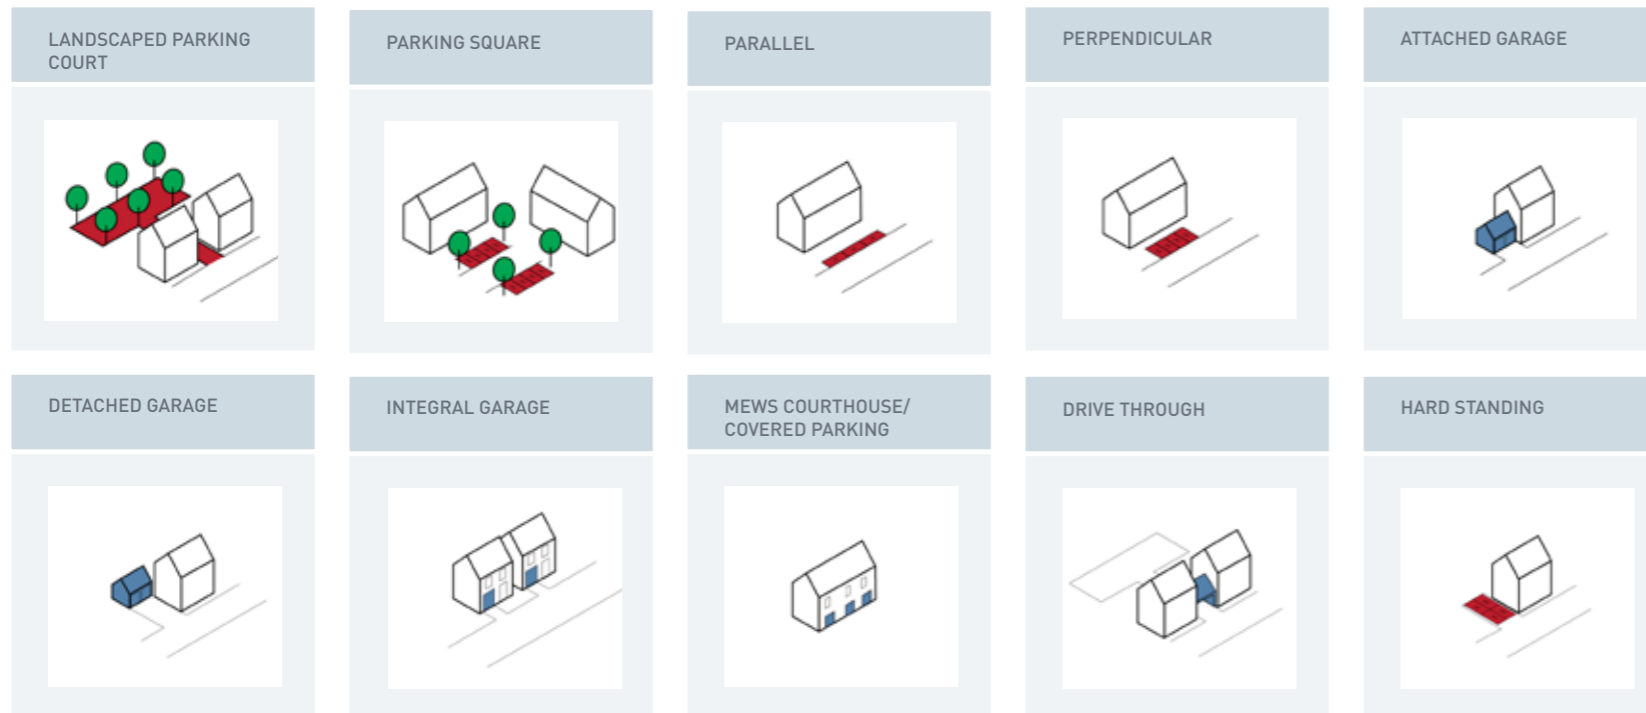 LANDSCAPED PARKING
COURT
PARKING SQUARE
PARALLEL
PERPENDICULAR
ATTACHED GARAGE
DETACHED GARAGE
INTEGRAL GARAGE
MEWS COURTHOUSE/
COVERED PARKING
DRIVE THROUGH
HARD STANDING